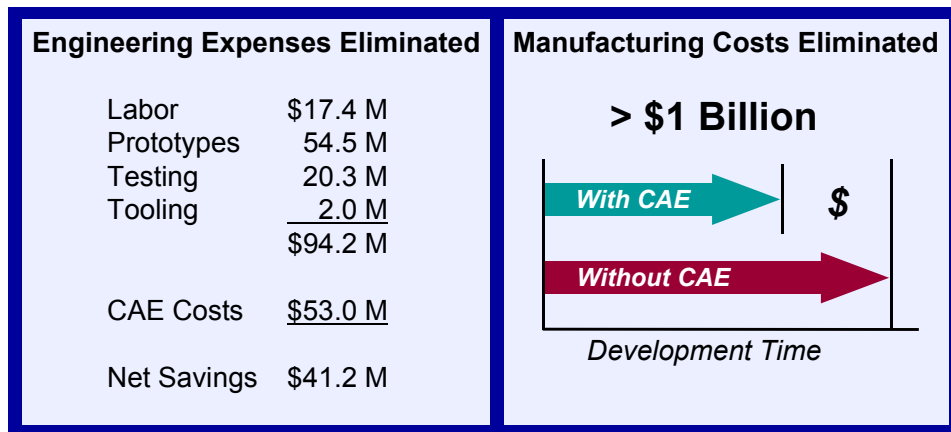 Engineering Expenses Eliminated
Labor $17.4 M
Prototypes 54.5 M
Testing 20.3 M
Tooling 2.0 M
$94.2 M
CAE Costs $53.0 M
Net Savings $41.2 M
Manufacturing Costs Eliminated
> $1 Billion
With CAE $
Without CAE
Development Time